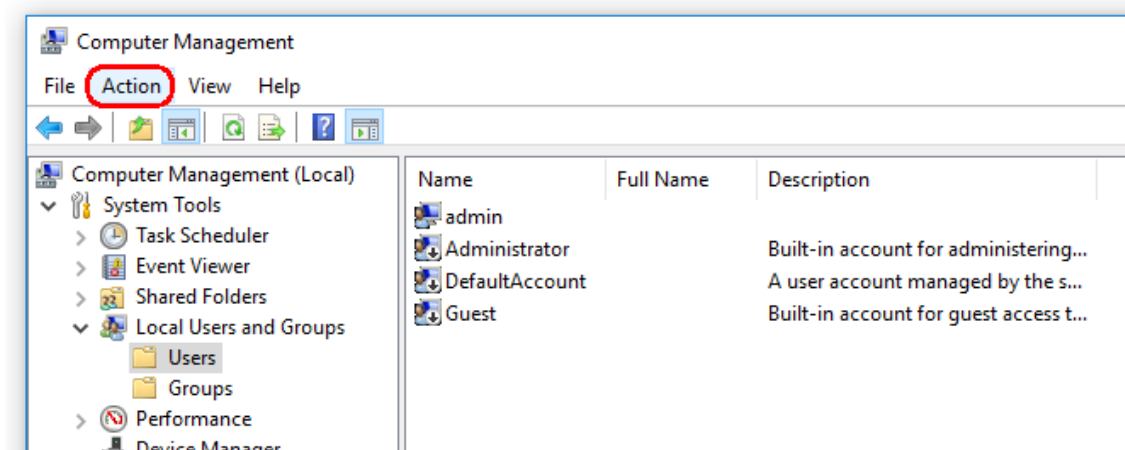 Computer Management
File Action View Help
Computer Management (Local)
System Tools
Task Scheduler
Event Viewer
Shared Folders
Local Users and Groups
Users
Groups
Performance
Device Manager
Name Full Name Description
admin
Administrator Built-in account for administering...
DefaultAccount A user account managed by the s...
Guest Built-in account for guest access t...